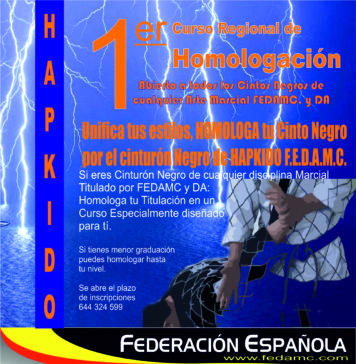 HAPKIDO
1er Curso Regional de
Homologación
Abierto a todos los Cintos Negros de
cualquier Arte Marcial FEDAMC. y DA
Unifica tus estilos, HOMOLOGA tu Cinto Negro
por el cinturón Negro de HAPKIDO F.E.D.A.M.C.
Si eres Cinturón Negro de cualquier disciplina Marcial
Titulado por FEDAMC y DA:
Homologa tu Titulación en un
Curso Especialmente diseñado
para tí.
Si tienes menor graduación
puedes homologar hasta
tu nivel.
Se abre el plazo
de inscripciones
644 324 599
FEDERACIÓN ESPAÑOLA
www.fedamc.com